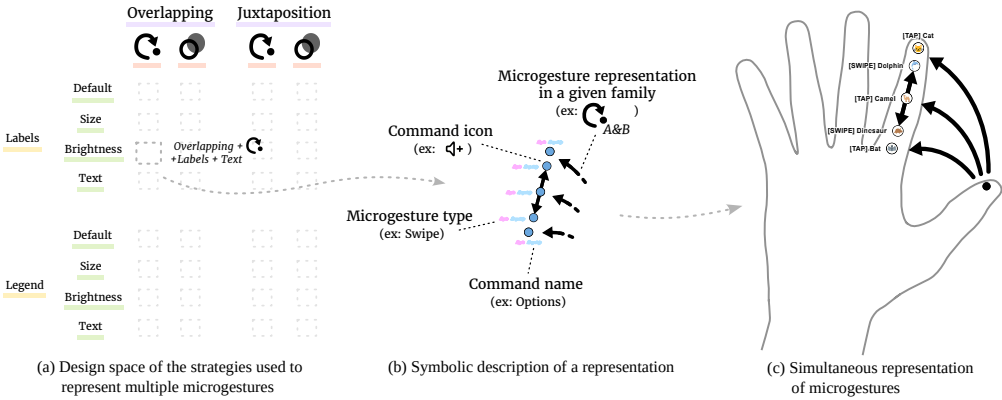 Overlapping
Juxtaposition
Labels
Default
Size
Brightness
Text
Overlapping +
+Labels + Text
Legend
Default
Size
Brightness
Text
(a) Design space of the strategies used to
represent multiple microgestures
Microgesture representation
in a given family
(ex: )
A&B
Command icon
(ex: )
Microgesture type
(ex: Swipe)
Command name
(ex: Options)
(b) Symbolic description of a representation
[TAP] Cat
[SWIPE] Dolphin
[TAP] Camel
[SWIPE] Dinosaur
[TAP] Bat
(c) Simultaneous representation
of microgestures